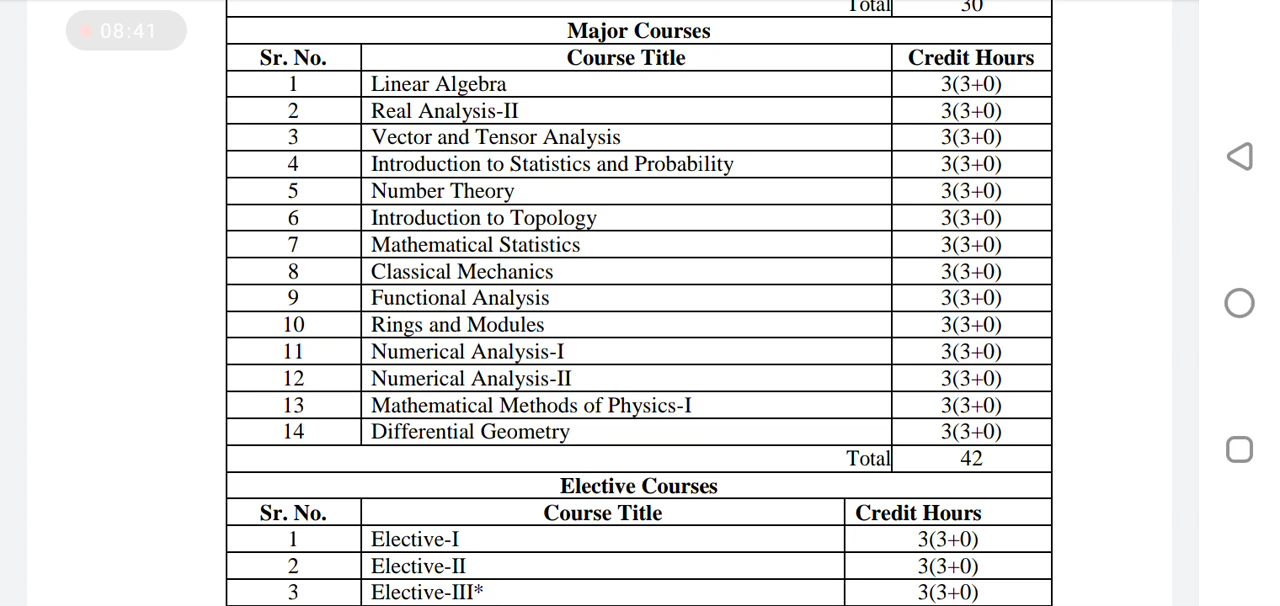 Total 30
08:41
Major Courses
Sr. No. Course Title Credit Hours
1 Linear Algebra 3(3+0)
2 Real Analysis-II 3(3+0)
3 Vector and Tensor Analysis 3(3+0)
4 Introduction to Statistics and Probability 3(3+0)
5 Number Theory 3(3+0)
6 Introduction to Topology 3(3+0)
7 Mathematical Statistics 3(3+0)
8 Classical Mechanics 3(3+0)
9 Functional Analysis 3(3+0)
10 Rings and Modules 3(3+0)
11 Numerical Analysis-I 3(3+0)
12 Numerical Analysis-II 3(3+0)
13 Mathematical Methods of Physics-I 3(3+0)
14 Differential Geometry 3(3+0)
Total 42
Elective Courses
Sr. No. Course Title Credit Hours
1 Elective-I 3(3+0)
2 Elective-II 3(3+0)
3 Elective-III* 3(3+0)